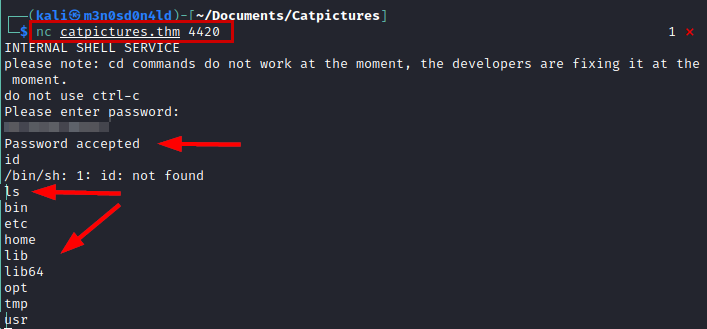 (kali㉿m3n0sd0n4ld)-[~/Documents/Catpictures]
$ nc catpictures.thm 4420 1 ×
INTERNAL SHELL SERVICE
please note: cd commands do not work at the moment, the developers are fixing it at the
moment.
do not use ctrl-c
Please enter password:
Password accepted
id
/bin/sh: 1: id: not found
ls
bin
etc
home
lib
lib64
opt
tmp
usr